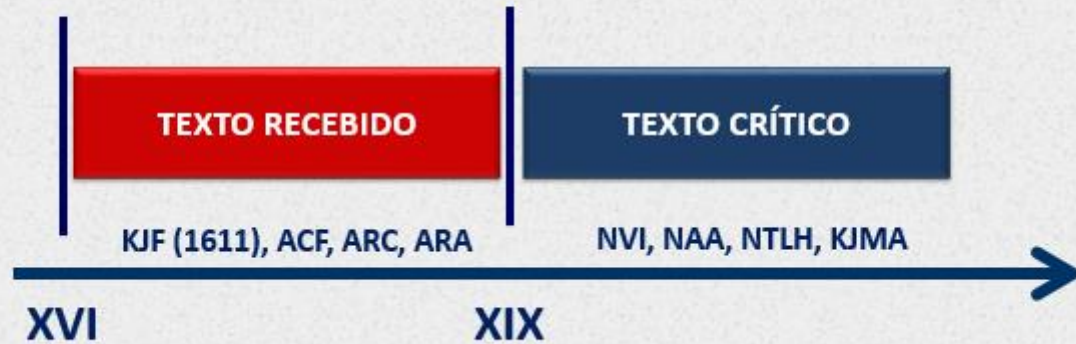 TEXTO RECEBIDO
TEXTO CRÍTICO
KJF (1611), ACF, ARC, ARA
NVI, NAA, NTLH, KJMA
XVI
XIX